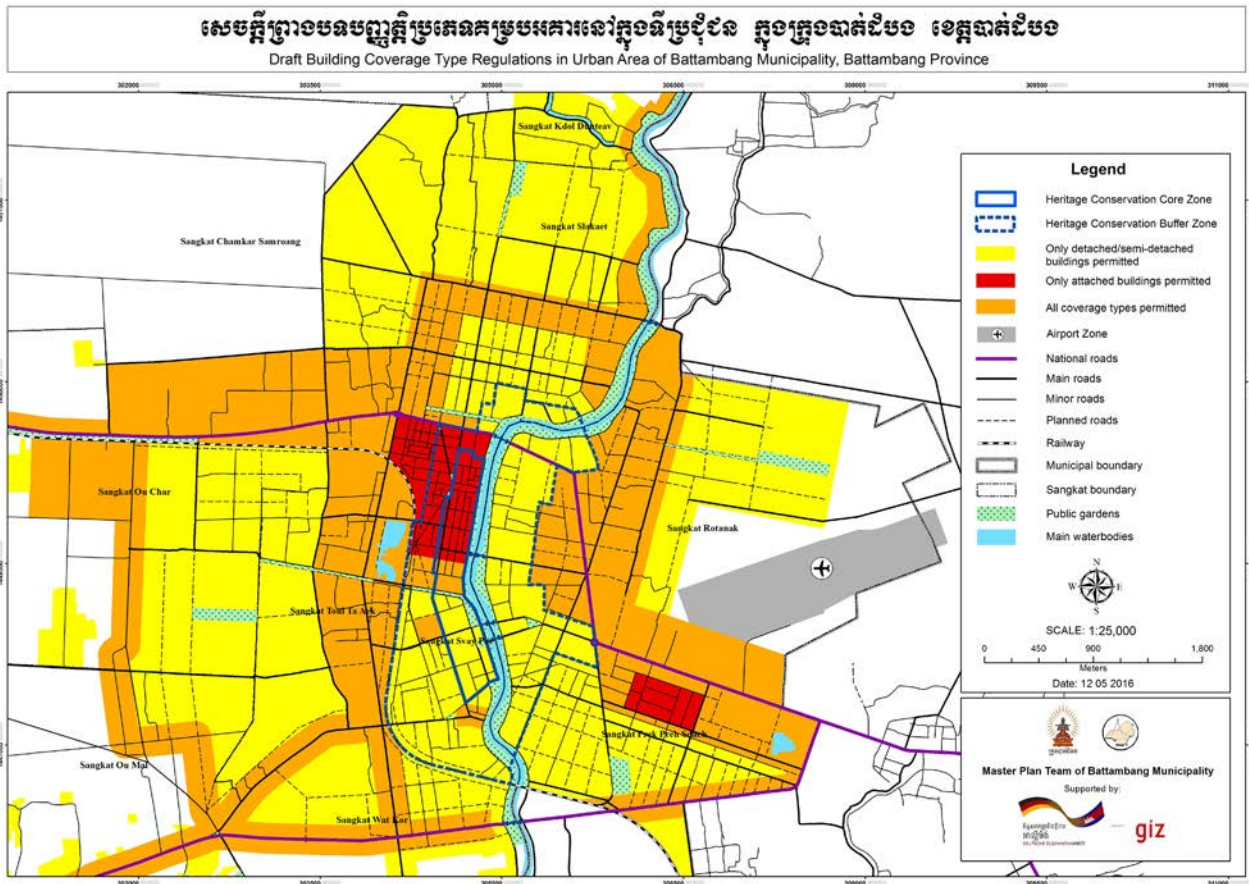 សេចក្តីព្រាងបទបញ្ញត្តិប្រភេទគម្របអគារនៅក្នុងទីប្រជុំជន ក្នុងក្រុងបាត់ដំបង ខេត្តបាត់ដំបង
Draft Building Coverage Type Regulations in Urban Area of Battambang Municipality, Battambang Province
Sangkat Kdol Dunteav
Sangkat Slakaet
Sangkat Chamkar Samroang
Sangkat Ou Char
Sangkat Rotanak
Sangkat Toul Ta Aek
Sangkat Svay Por
Sangkat Prek Preh Sdach
Sangkat Ou Mal
Sangkat Wat Kor
Legend
Heritage Conservation Core Zone
Heritage Conservation Buffer Zone
Only detached/semi-detached
buildings permitted
Only attached buildings permitted
All coverage types permitted
Airport Zone
National roads
Main roads
Minor roads
Planned roads
Railway
Municipal boundary
Sangkat boundary
Public gardens
Main waterbodies
N
W E
S
SCALE: 1:25,000
0 450 900 1,800
Meters
Date: 12 05 2016
Master Plan Team of Battambang Municipality
Supported by:
giz